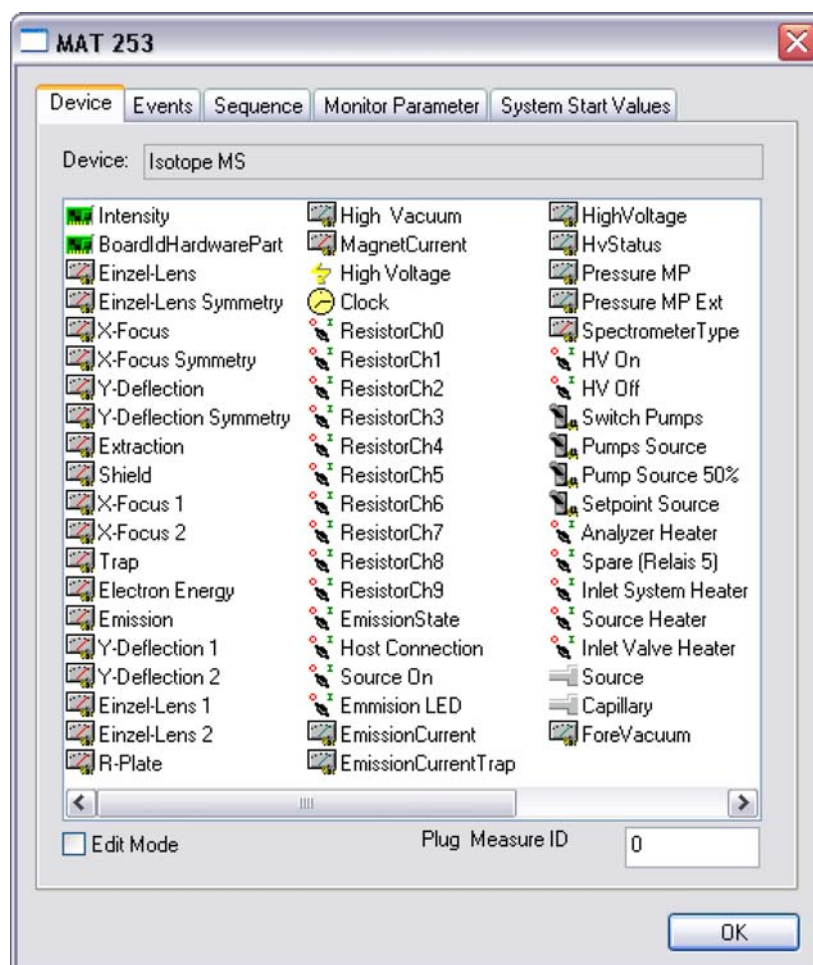 MAT 253
Device Events Sequence Monitor Parameter System Start Values
Device: Isotope MS
Intensity
BoardIdHardwarePart
Einzel-Lens
Einzel-Lens Symmetry
X-Focus
X-Focus Symmetry
Y-Deflection
Y-Deflection Symmetry
Extraction
Shield
X-Focus 1
X-Focus 2
Trap
Electron Energy
Emission
Y-Deflection 1
Y-Deflection 2
Einzel-Lens 1
Einzel-Lens 2
R-Plate
High Vacuum
MagnetCurrent
High Voltage
Clock
ResistorCh0
ResistorCh1
ResistorCh2
ResistorCh3
ResistorCh4
ResistorCh5
ResistorCh6
ResistorCh7
ResistorCh8
ResistorCh9
EmissionState
Host Connection
Source On
Emmision LED
EmissionCurrent
EmissionCurrentTrap
HighVoltage
HvStatus
Pressure MP
Pressure MP Ext
SpectrometerType
HV On
HV Off
Switch Pumps
Pumps Source
Pump Source 50%
Setpoint Source
Analyzer Heater
Spare (Relais 5)
Inlet System Heater
Source Heater
Inlet Valve Heater
Source
Capillary
ForeVacuum
Edit Mode Plug Measure ID 0
OK